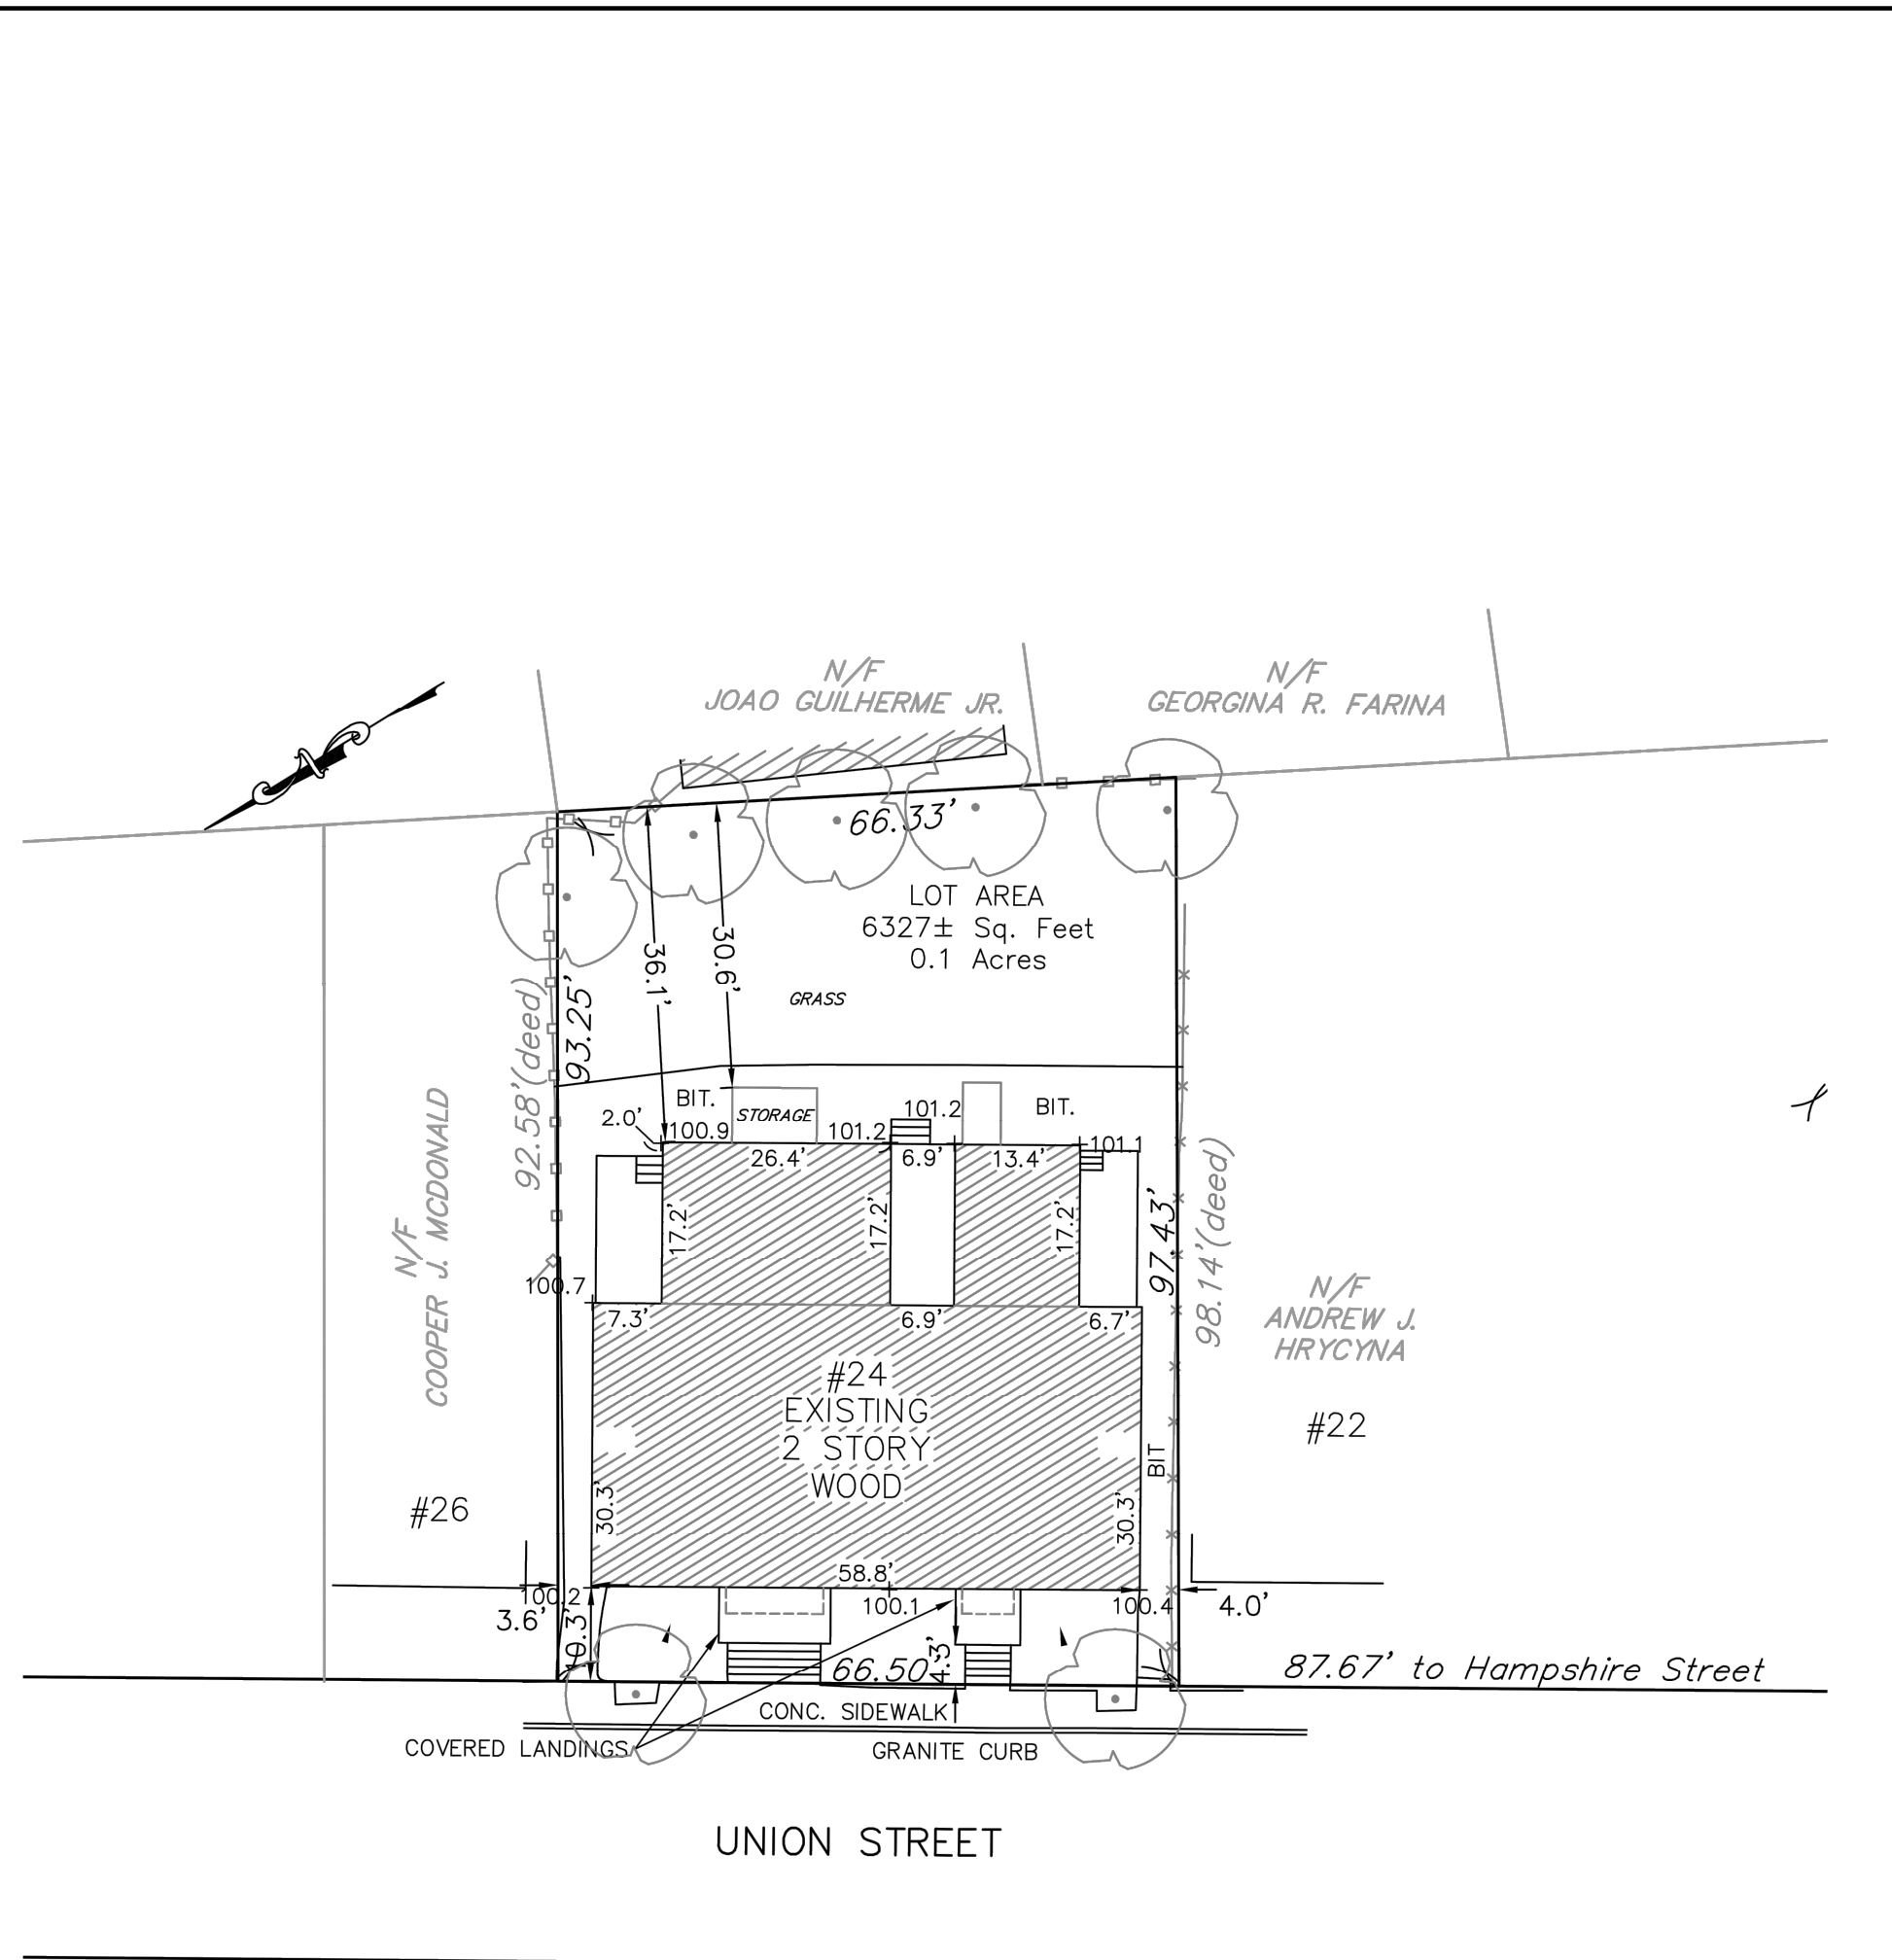 N/F
JOAO GUILHERME JR.
N/F
GEORGINA R. FARINA
66.33'
LOT AREA
6327± Sq. Feet
0.1 Acres
36.1'
30.6'
GRASS
92.58'(deed)
93.25'
N/F
COOPER J. MCDONALD
BIT.
STORAGE
2.0'
100.9
101.2
101.2
BIT.
101.1
26.4'
6.9'
13.4'
17.2'
17.2'
17.2'
97.43'
98.14'(deed)
100.7
7.3'
6.9'
6.7'
N/F
ANDREW J.
HRYCYNA
#24
EXISTING
2 STORY
WOOD
#22
BIT
#26
30.3'
30.3'
58.8'
100.2
100.1
100.4
3.6'
4.0'
10.3'
66.50'
4.3'
87.67' to Hampshire Street
CONC. SIDEWALK
COVERED LANDINGS
GRANITE CURB
UNION STREET